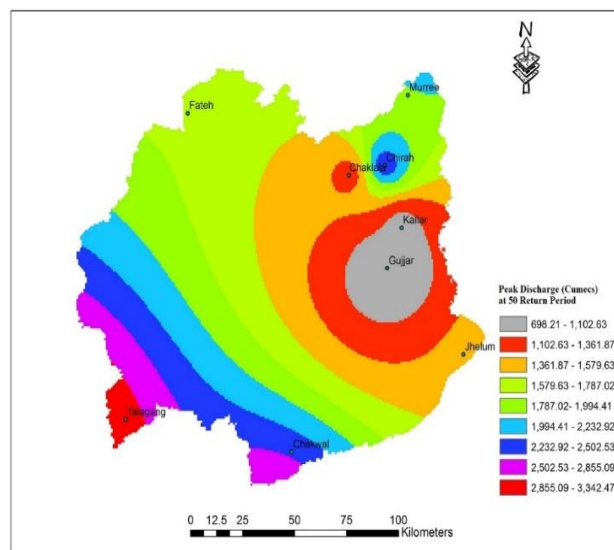 N
Murree
Fateh
Chirah
Chaklala
Kallar
Gujjar
Jhelum
Talagang
Chakwal
Peak Discharge (Cumecs)
at 50 Return Period
698.21 - 1,102.63
1,102.63 - 1,361.87
1,361.87 - 1,579.63
1,579.63 - 1,787.02
1,787.02- 1,994.41
1,994.41 - 2,232.92
2,232.92 - 2,502.53
2,502.53 - 2,855.09
2,855.09 - 3,342.47
0 12.5 25 50 75 100
Kilometers